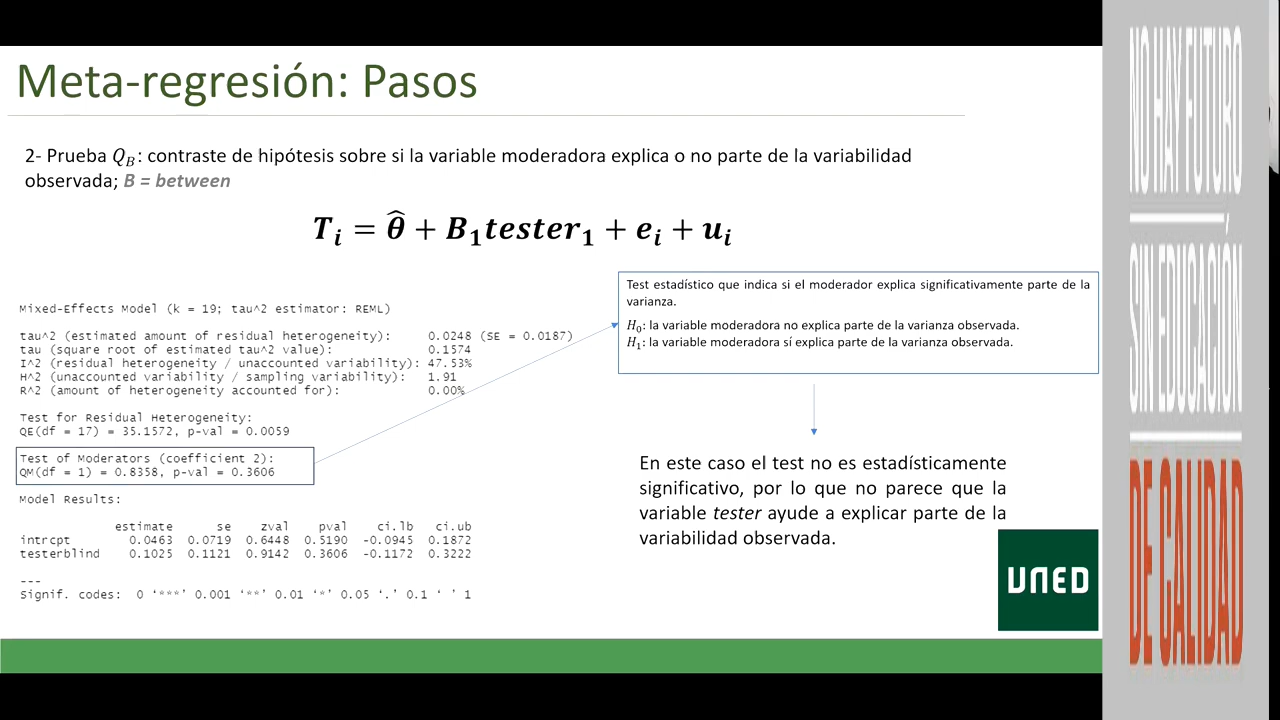 Meta-regresión: Pasos
2- Prueba Q_B: contraste de hipótesis sobre si la variable moderadora explica o no parte de la variabilidad
observada; B = between
T_i = θ̂ + B_1tester_1 + e_i + u_i
Test estadístico que indica si el moderador explica significativamente parte de la
varianza.
H_0: la variable moderadora no explica parte de la varianza observada.
H_1: la variable moderadora sí explica parte de la varianza observada.
Mixed-Effects Model (k = 19; tau^2 estimator: REML)
tau^2 (estimated amount of residual heterogeneity): 0.0248 (SE = 0.0187)
tau (square root of estimated tau^2 value): 0.1574
I^2 (residual heterogeneity / unaccounted variability): 47.53%
H^2 (unaccounted variability / sampling variability): 1.91
R^2 (amount of heterogeneity accounted for): 0.00%
Test for Residual Heterogeneity:
QE(df = 17) = 35.1572, p-val = 0.0059
Test of Moderators (coefficient 2):
QM(df = 1) = 0.8358, p-val = 0.3606
Model Results:
estimate se zval pval ci.lb ci.ub
intrcpt 0.0463 0.0719 0.6448 0.5190 -0.0945 0.1872
testerblind 0.1025 0.1121 0.9142 0.3606 -0.1172 0.3222
---
Signif. codes: 0 ‘***’ 0.001 ‘**’ 0.01 ‘*’ 0.05 ‘.’ 0.1 ‘ ’ 1
En este caso el test no es estadísticamente
significativo, por lo que no parece que la
variable tester ayude a explicar parte de la
variabilidad observada.
UNED
NO HAY FUTURO
SIN EDUCACIÓN
DE CALIDAD